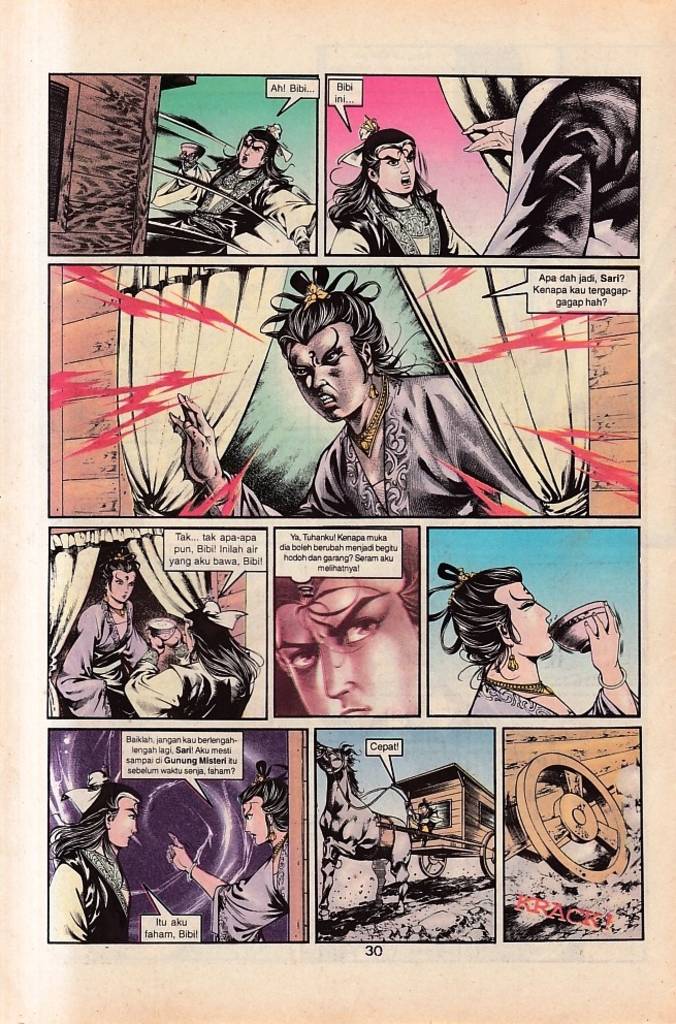 Ah! Bibi...
Bibi
ini...
Apa dah jadi, Sari?
Kenapa kau tergagap-
gagap hah?
Tak... tak apa-apa
pun, Bibi! Inilah air
yang aku bawa, Bibi!
Ya, Tuhanku! Kenapa muka
dia boleh berubah menjadi begitu
hodoh dan garang? Seram aku
melihatnya!
Baiklah, jangan kau berlengah-
lengah lagi, Sari! Aku mesti
sampai di Gunung Misteri itu
sebelum waktu senja, faham?
Itu aku
faham, Bibi!
Cepat!
KRACK!
30